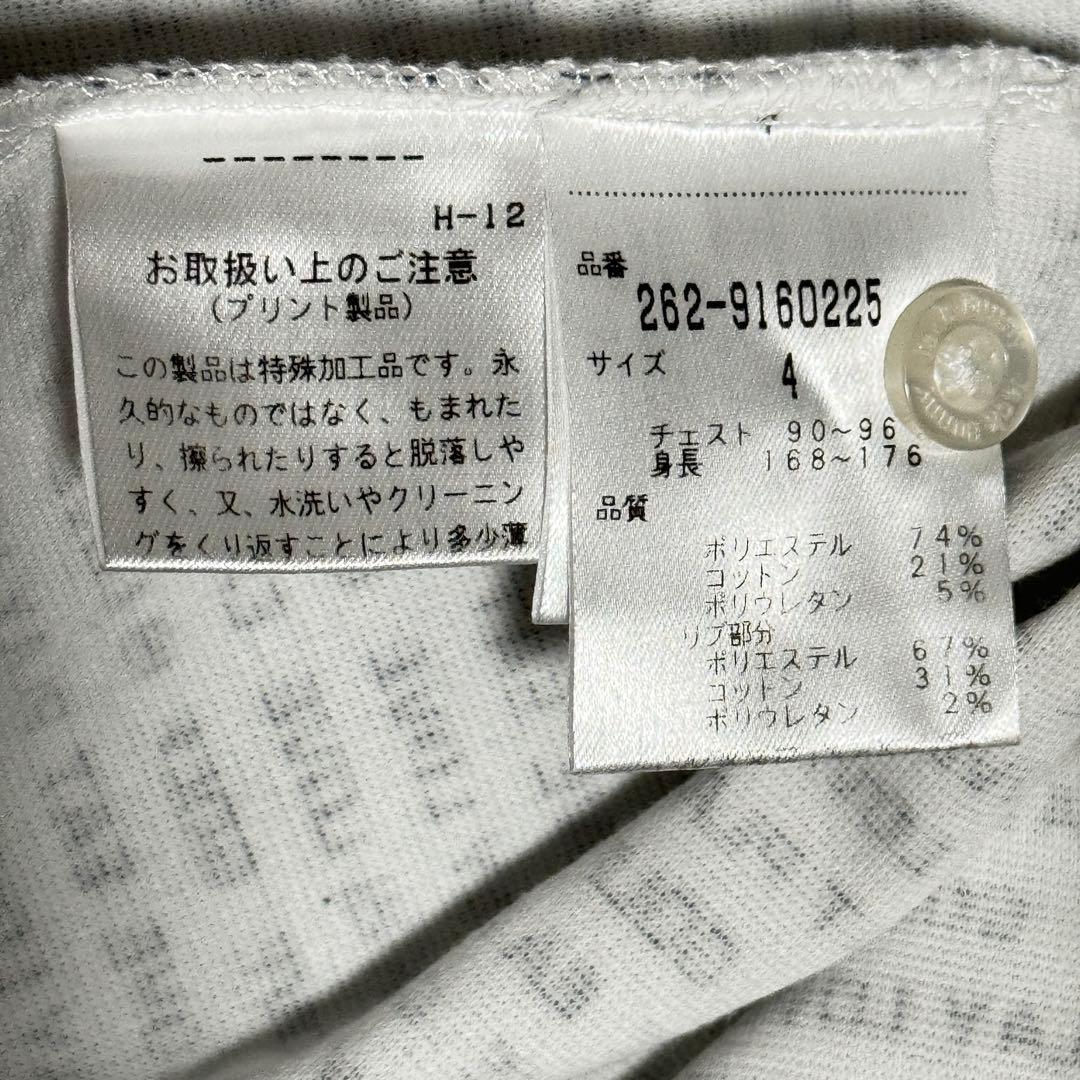 H-12
お取扱い上のご注意
(プリント製品)
この製品は特殊加工品です。永
久的なものではなく、もまれた
り、擦られたりすると脱落しや
すく、又、水洗いやクリーニン
グをくり返すことにより多少薄
品番
262-9160225
サイズ 4
チェスト 90~96
身長 168~176
品質
ポリエステル 74%
コットン 21%
ポリウレタン 5%
リブ部分
ポリエステル 67%
コットン 31%
ポリウレタン 2%